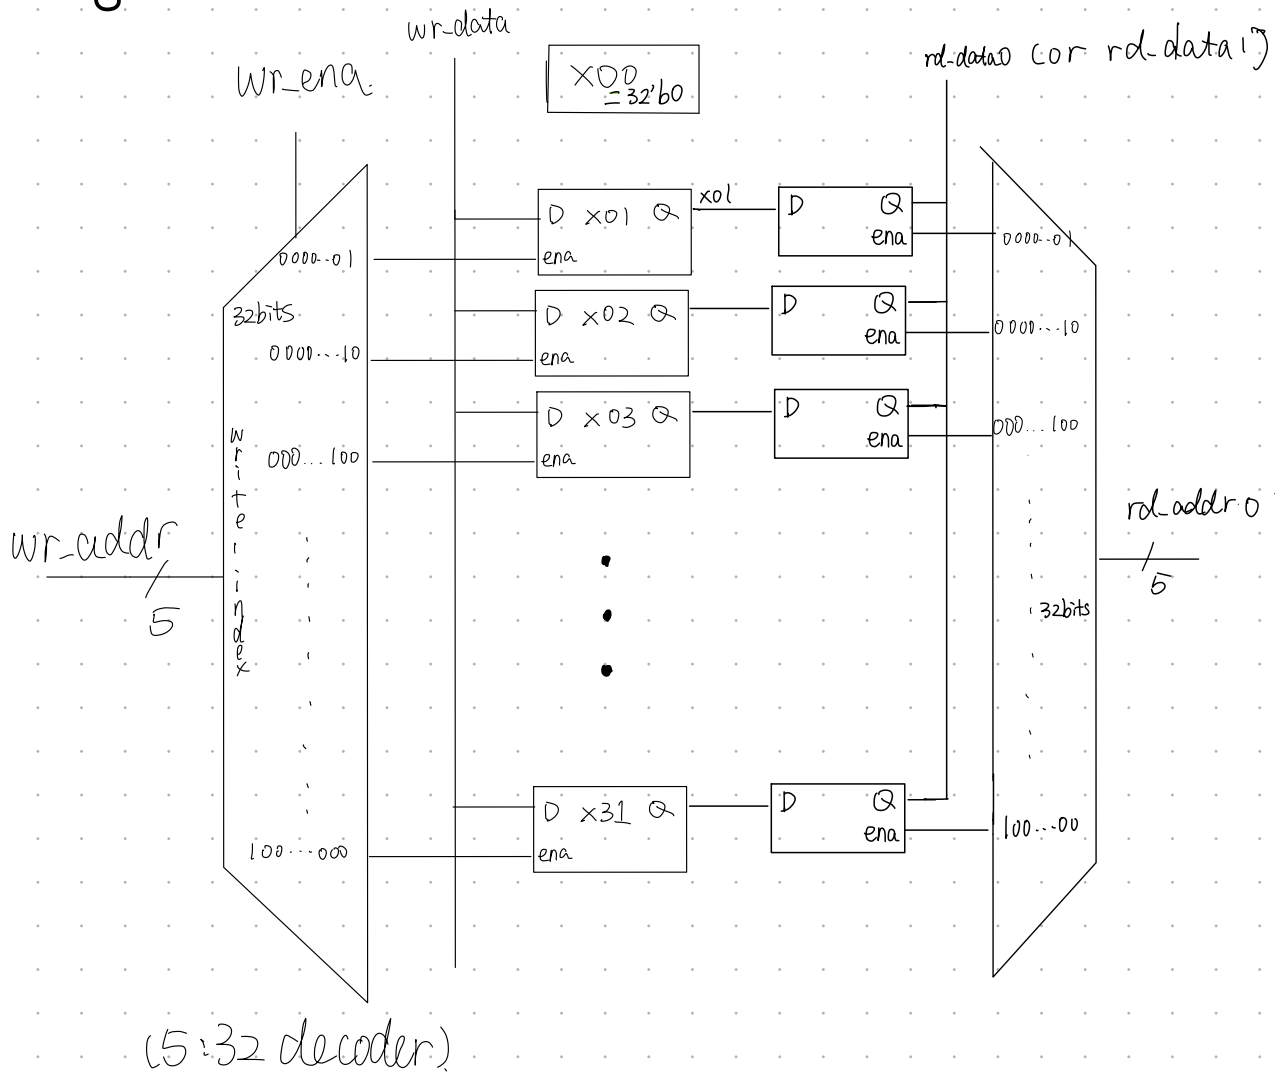 wr_data
rd_data0 (or rd_data1)
wr_ena
x00
= 32'b0
D x01 Q
ena
x01
D Q
ena
0000..01
0000..01
32bits
D x02 Q
ena
D Q
ena
0000...10
0000...10
D x03 Q
ena
D Q
ena
000...100
000...100
write index
wr_addr
5
rd_addr0
5
32bits
D x31 Q
ena
D Q
ena
100...000
100...00
(5:32 decoder)